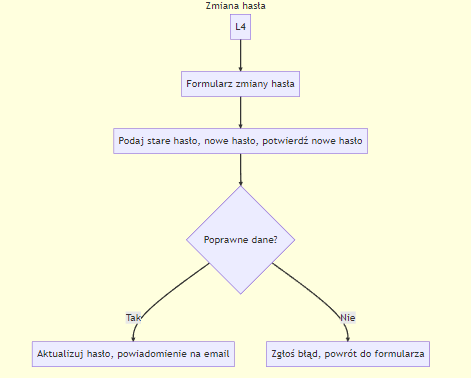 Zmiana hasła
L4
Formularz zmiany hasła
Podaj stare hasło, nowe hasło, potwierdź nowe hasło
Poprawne dane?
Tak
Nie
Aktualizuj hasło, powiadomienie na email
Zgłoś błąd, powrót do formularza